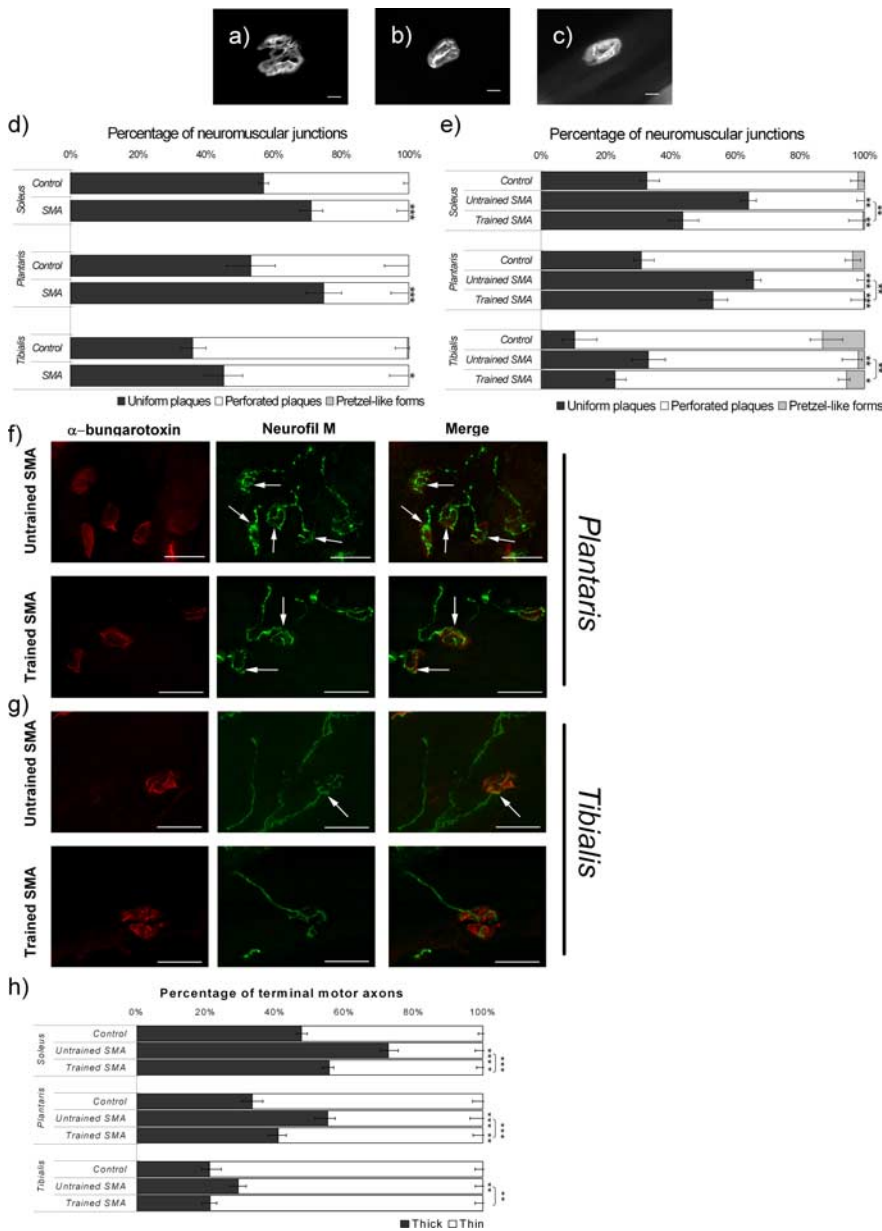 a)
b)
c)
d)
Percentage of neuromuscular junctions
0% 20% 40% 60% 80% 100%
Soleus
Control
SMA
***
Plantaris
Control
SMA
***
Tibialis
Control
SMA
*
Uniform plaques Perforated plaques Pretzel-like forms
e)
Percentage of neuromuscular junctions
0% 20% 40% 60% 80% 100%
Soleus
Control
Untrained SMA
Trained SMA
Plantaris
Control
Untrained SMA
Trained SMA
Tibialis
Control
Untrained SMA
Trained SMA
Uniform plaques Perforated plaques Pretzel-like forms
f)
α-bungarotoxin Neurofil M Merge
Untrained SMA
Trained SMA
Plantaris
g)
Untrained SMA
Trained SMA
Tibialis
h)
Percentage of terminal motor axons
0% 20% 40% 60% 80% 100%
Soleus
Control
Untrained SMA
Trained SMA
Plantaris
Control
Untrained SMA
Trained SMA
Tibialis
Control
Untrained SMA
Trained SMA
Thick Thin